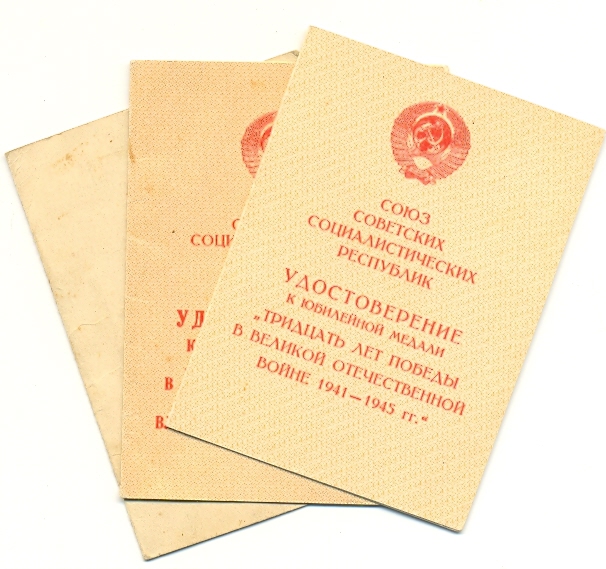 СОЮЗ
СОВЕТСКИХ
СОЦИАЛИСТИЧЕСКИХ
РЕСПУБЛИК
УДОСТОВЕРЕНИЕ
К ЮБИЛЕЙНОЙ МЕДАЛИ
„ТРИДЦАТЬ ЛЕТ ПОБЕДЫ
В ВЕЛИКОЙ ОТЕЧЕСТВЕННОЙ
ВОЙНЕ 1941—1945 гг.“